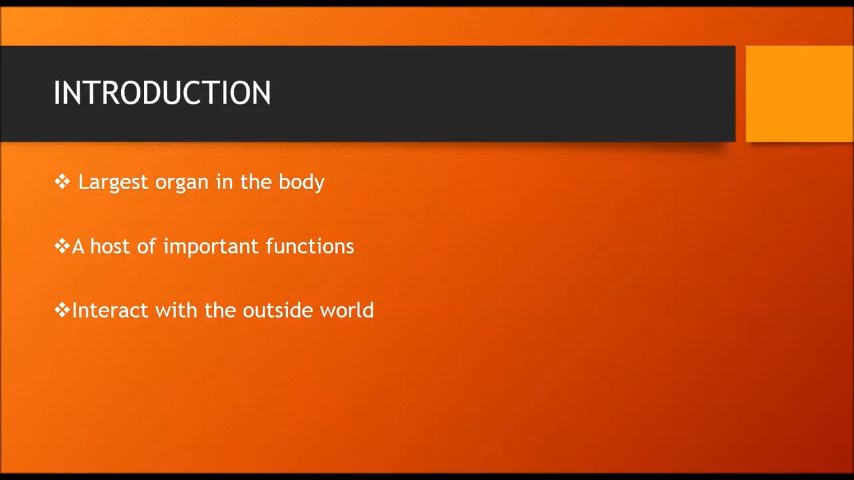 INTRODUCTION
❖ Largest organ in the body
❖A host of important functions
❖Interact with the outside world